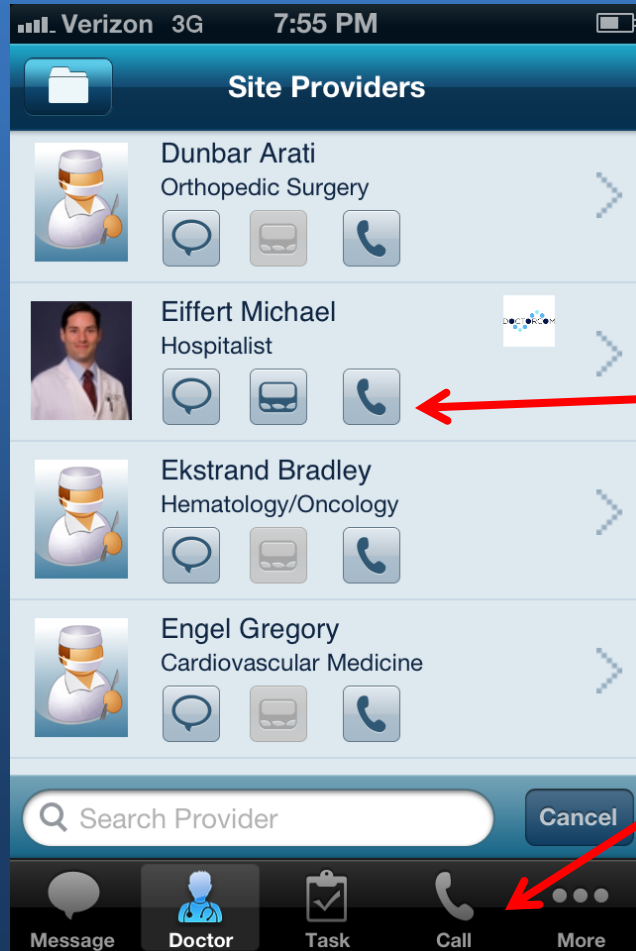 Verizon 3G 7:55 PM
Site Providers
Dunbar Arati
Orthopedic Surgery
Eiffert Michael
Hospitalist
DOCTORCOM
Ekstrand Bradley
Hematology/Oncology
Engel Gregory
Cardiovascular Medicine
Search Provider
Cancel
Message Doctor Task Call More